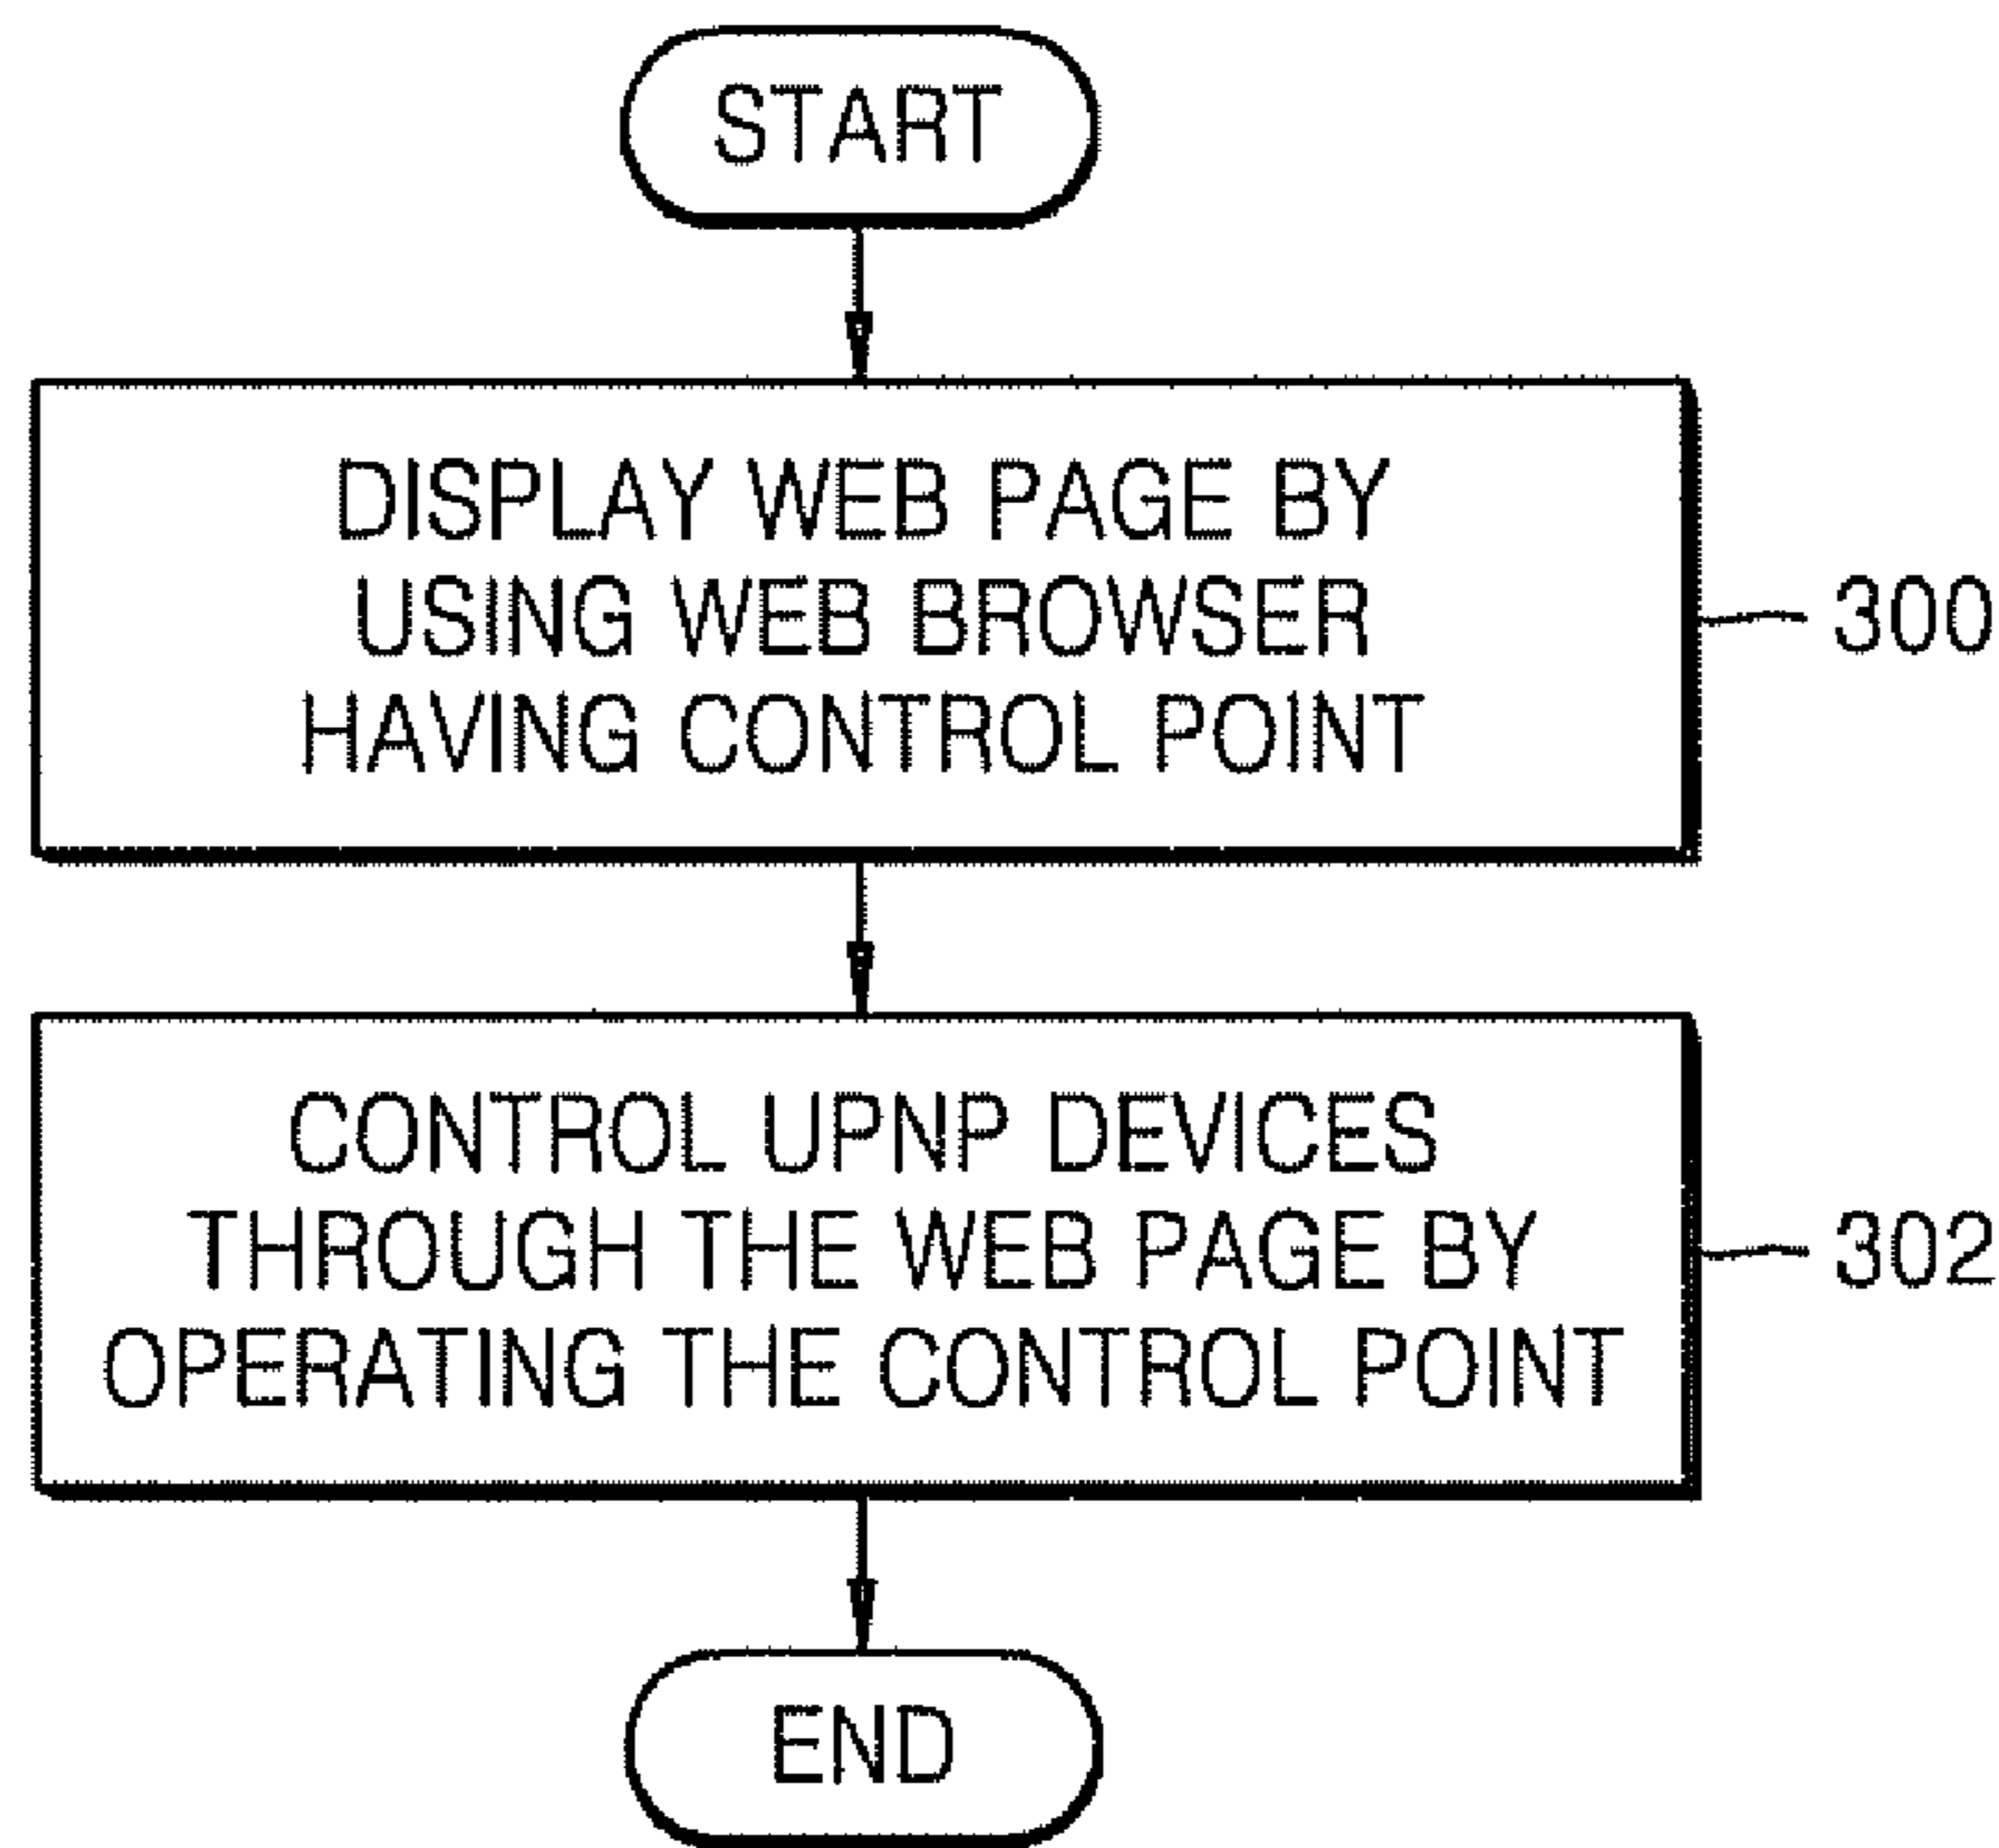 START
DISPLAY WEB PAGE BY
USING WEB BROWSER
HAVING CONTROL POINT
300
CONTROL UPNP DEVICES
THROUGH THE WEB PAGE BY
OPERATING THE CONTROL POINT
302
END